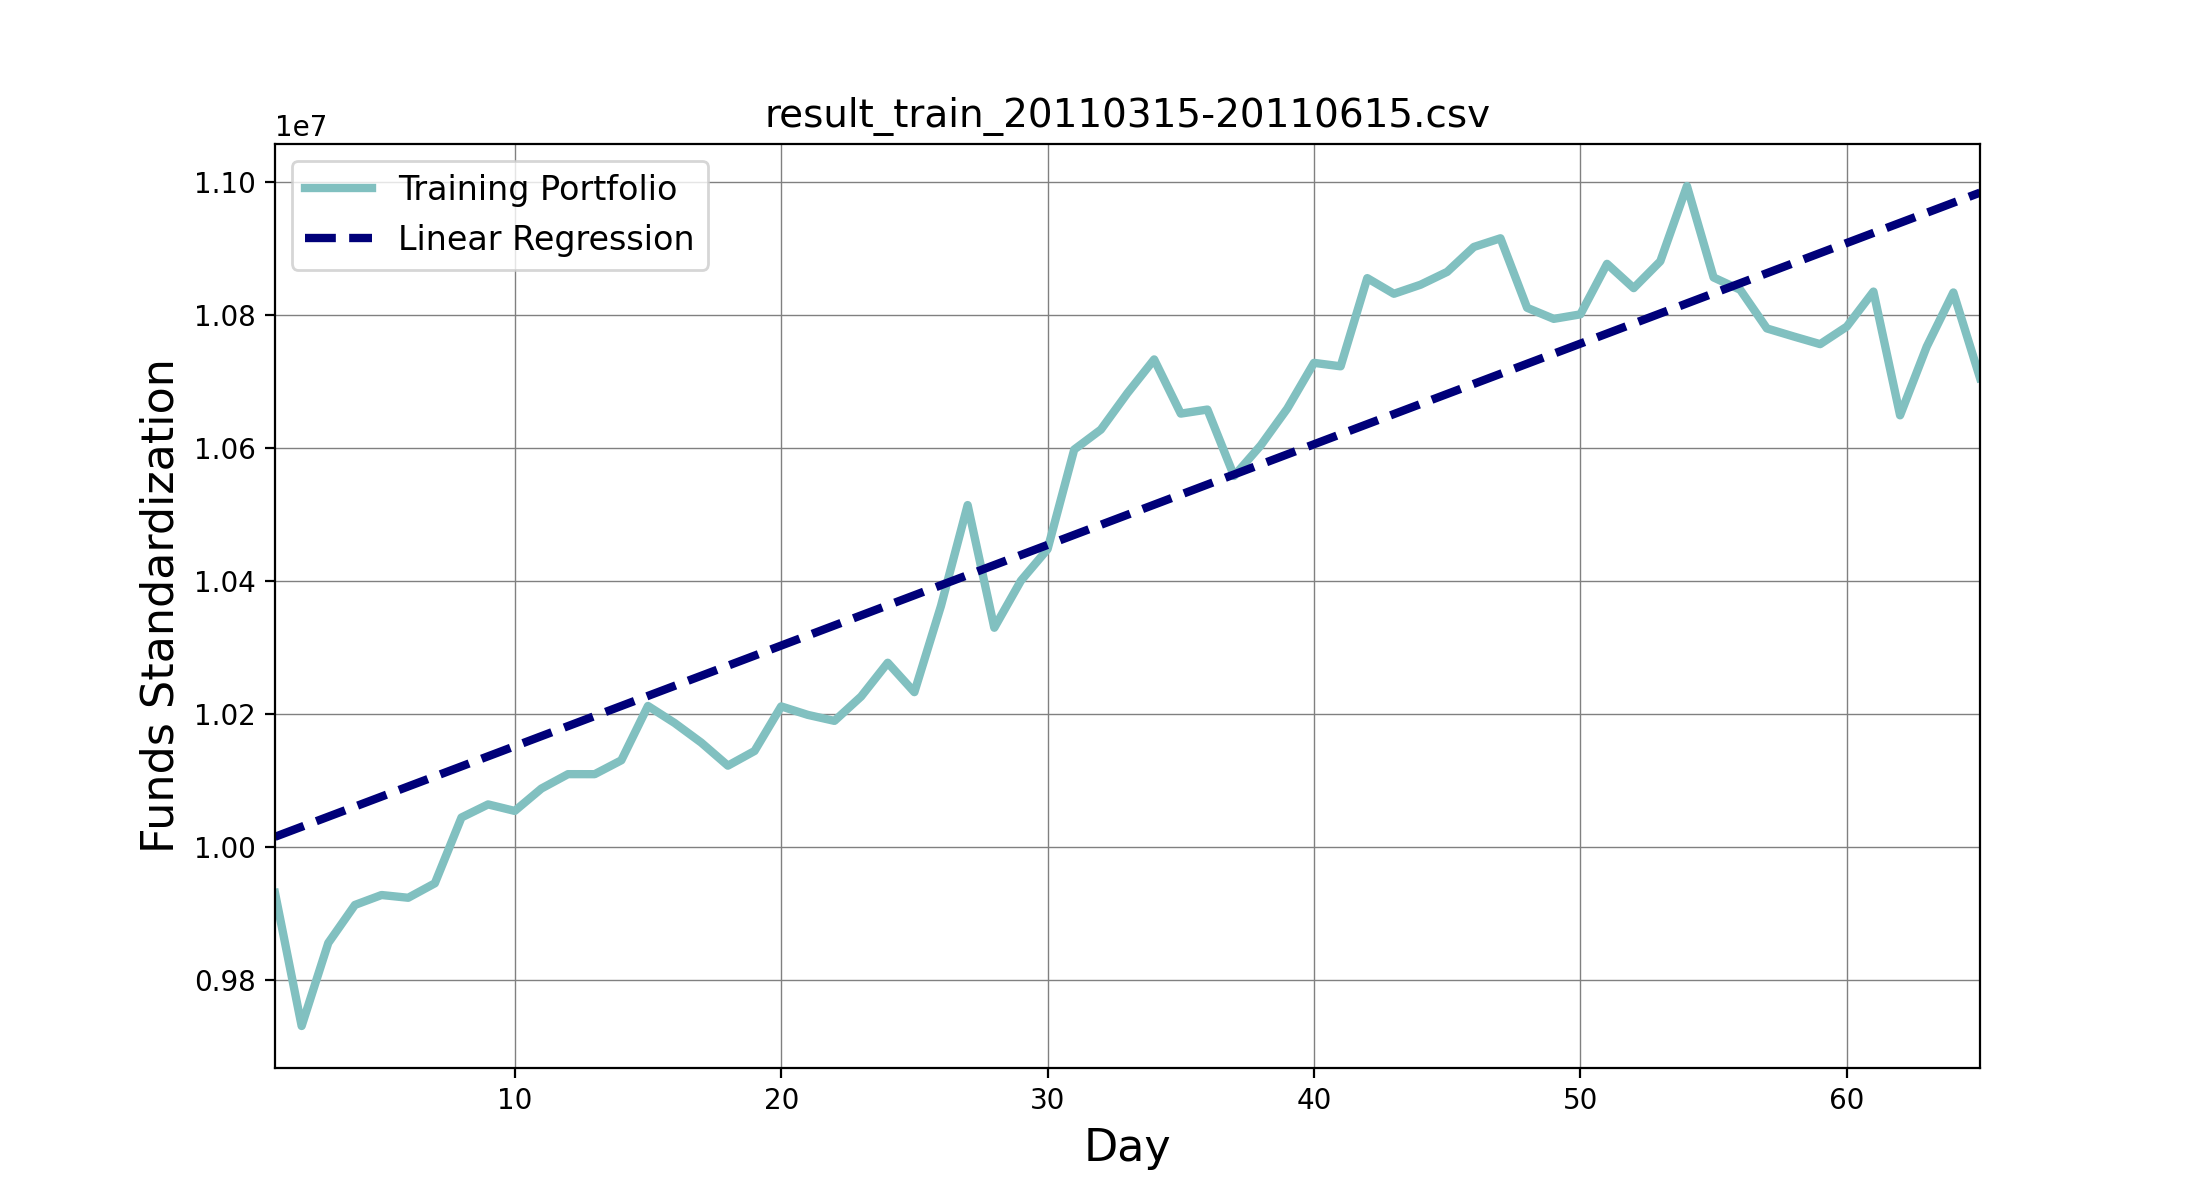 result_train_20110315-20110615.csv
1e7
Training Portfolio
Linear Regression
1.10
1.08
1.06
1.04
1.02
1.00
0.98
Funds Standardization
10 20 30 40 50 60
Day